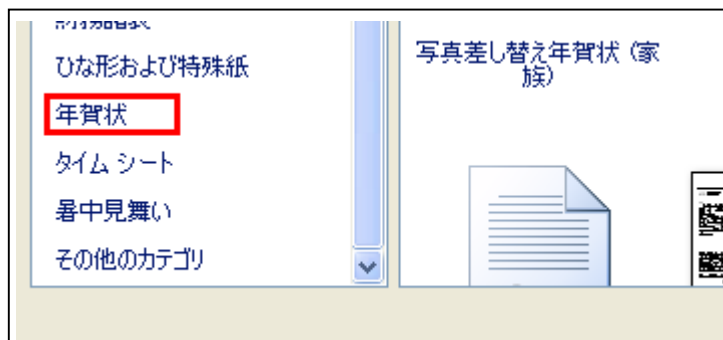 ひな形および特殊紙
年賀状
タイム シート
暑中見舞い
その他のカテゴリ
写真差し替え年賀状 (家
族)